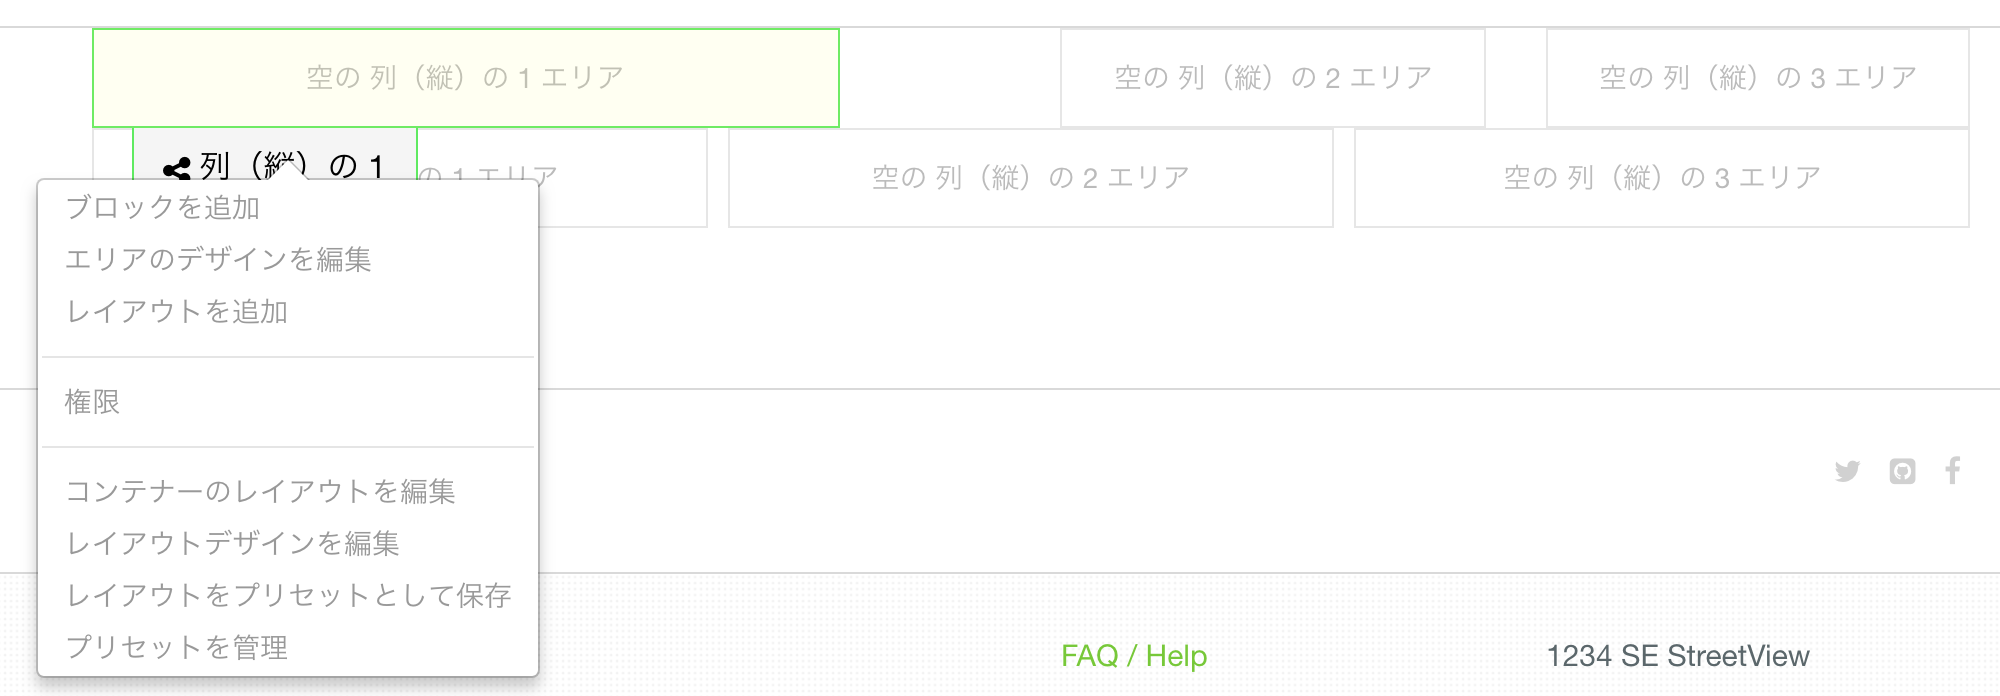 空の 列（縦）の 1 エリア
空の 列（縦）の 2 エリア
空の 列（縦）の 3 エリア
列（縦）の 1
の 1 エリア
空の 列（縦）の 2 エリア
空の 列（縦）の 3 エリア
ブロックを追加
エリアのデザインを編集
レイアウトを追加
権限
コンテナーのレイアウトを編集
レイアウトデザインを編集
レイアウトをプリセットとして保存
プリセットを管理
FAQ / Help
1234 SE StreetView